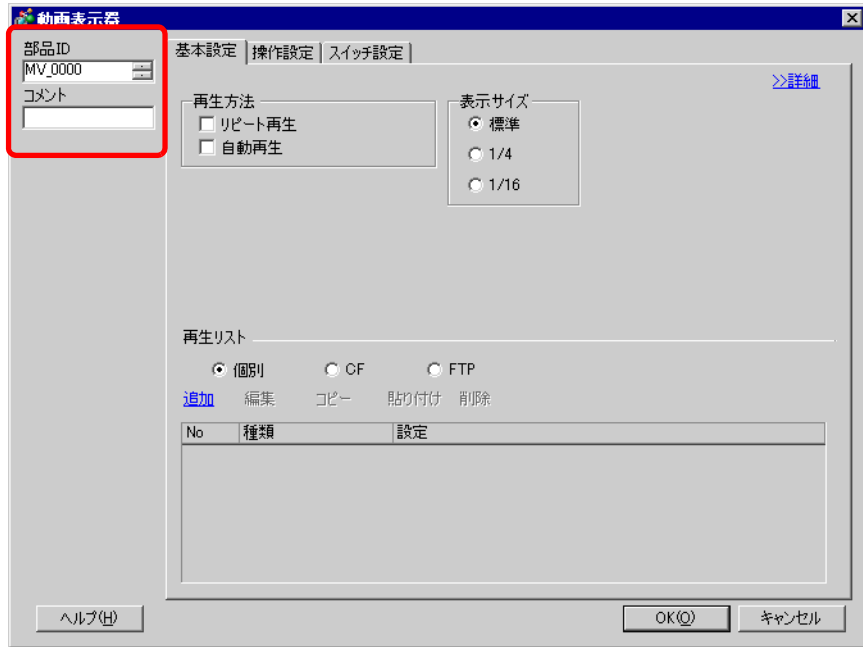 動画表示器
部品ID
MV_0000
コメント
基本設定 操作設定 スイッチ設定
>>詳細
再生方法
リピート再生
自動再生
表示サイズ
標準
1/4
1/16
再生リスト
個別 CF FTP
追加 編集 コピー 貼り付け 削除
No 種類 設定
ヘルプ(H) OK(O) キャンセル